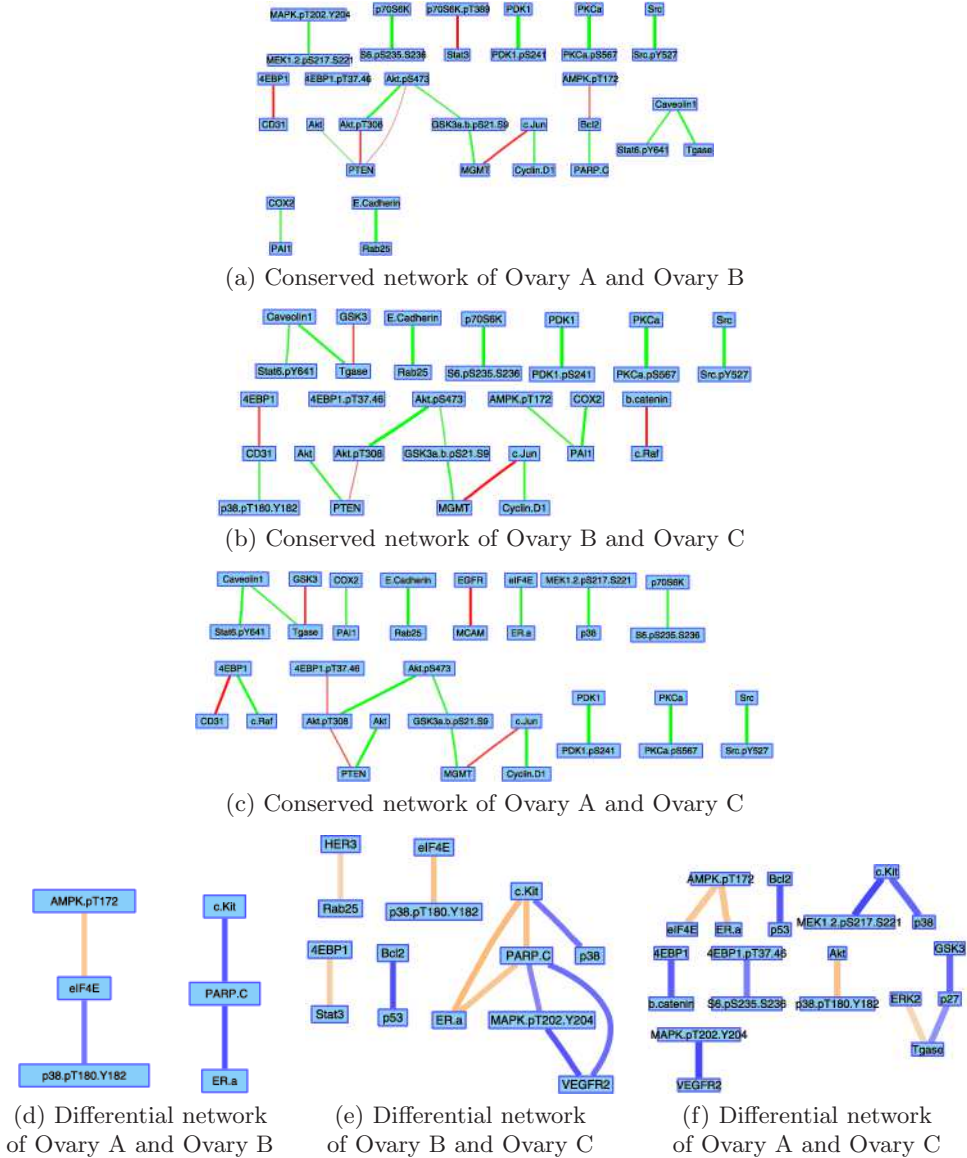 MAPK.pT202.Y204 p70S6K p70S6K.pT389 PDK1 PKCa Src
MEK1.2.pS217.S221 S6.pS235.S236 Stat3 PDK1.pS241 PKCa.pS567 Src.pY527
4EBP1 4EBP1.pT37.46 Akt.pS473 AMPK.pT172
Caveolin1
CD31 Akt Akt.pT308 GSK3a.b.pS21.S9 c.Jun Bcl2
Stat6.pY641 Tgase
PTEN MGMT Cyclin.D1 PARP.C
COX2 E.Cadherin
PAI1 Rab25
(a) Conserved network of Ovary A and Ovary B
Caveolin1 GSK3 E.Cadherin p70S6K PDK1 PKCa Src
Stat6.pY641 Tgase Rab25 S6.pS235.S236 PDK1.pS241 PKCa.pS567 Src.pY527
4EBP1 4EBP1.pT37.46 Akt.pS473 AMPK.pT172 COX2 b.catenin
CD31 Akt Akt.pT308 GSK3a.b.pS21.S9 c.Jun PAI1 c.Raf
p38.pT180.Y182 PTEN MGMT Cyclin.D1
(b) Conserved network of Ovary B and Ovary C
Caveolin1 GSK3 COX2 E.Cadherin EGFR eIF4E MEK1.2.pS217.S221 p70S6K
Stat6.pY641 Tgase PAI1 Rab25 MCAM ER.a p38 S6.pS235.S236
4EBP1 4EBP1.pT37.46 Akt.pS473
PDK1 PKCa Src
CD31 c.Raf Akt.pT308 Akt GSK3a.b.pS21.S9 c.Jun
PDK1.pS241 PKCa.pS567 Src.pY527
PTEN MGMT Cyclin.D1
(c) Conserved network of Ovary A and Ovary C
AMPK.pT172 c.Kit
eIF4E PARP.C
p38.pT180.Y182 ER.a
(d) Differential network
of Ovary A and Ovary B
HER3 eIF4E
c.Kit
Rab25 p38.pT180.Y182
4EBP1 Bcl2 PARP.C p38
Stat3 p53 ER.a MAPK.pT202.Y204
VEGFR2
(e) Differential network
of Ovary B and Ovary C
AMPK.pT172 Bcl2 c.Kit
eIF4E ER.a p53 MEK1.2.pS217.S221 p38
4EBP1 4EBP1.pT37.46 Akt GSK3
b.catenin S6.pS235.S236 p38.pT180.Y182 ERK2 p27
MAPK.pT202.Y204 Tgase
VEGFR2
(f) Differential network
of Ovary A and Ovary C